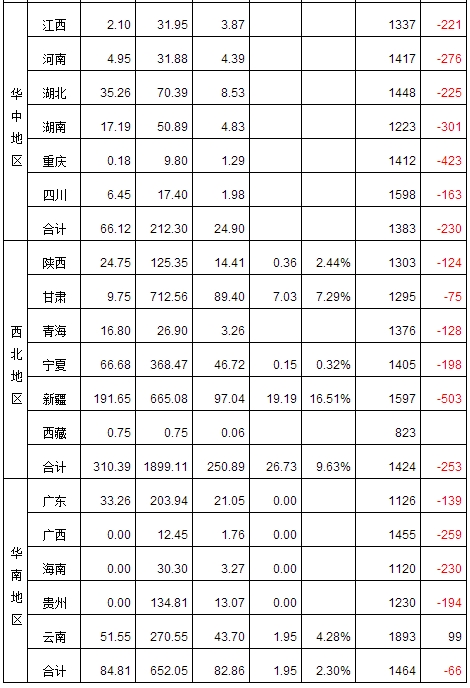 华中地区
江西 2.10 31.95 3.87 1337 -221
河南 4.95 31.88 4.39 1417 -276
湖北 35.26 70.39 8.53 1448 -225
湖南 17.19 50.89 4.83 1223 -301
重庆 0.18 9.80 1.29 1412 -423
四川 6.45 17.40 1.98 1598 -163
合计 66.12 212.30 24.90 1383 -230
西北地区
陕西 24.75 125.35 14.41 0.36 2.44% 1303 -124
甘肃 9.75 712.56 89.40 7.03 7.29% 1295 -75
青海 16.80 26.90 3.26 1376 -128
宁夏 66.68 368.47 46.72 0.15 0.32% 1405 -198
新疆 191.65 665.08 97.04 19.19 16.51% 1597 -503
西藏 0.75 0.75 0.06 823
合计 310.39 1899.11 250.89 26.73 9.63% 1424 -253
华南地区
广东 33.26 203.94 21.05 0.00 1126 -139
广西 0.00 12.45 1.76 0.00 1455 -259
海南 0.00 30.30 3.27 0.00 1120 -230
贵州 0.00 134.81 13.07 0.00 1230 -194
云南 51.55 270.55 43.70 1.95 4.28% 1893 99
合计 84.81 652.05 82.86 1.95 2.30% 1464 -66